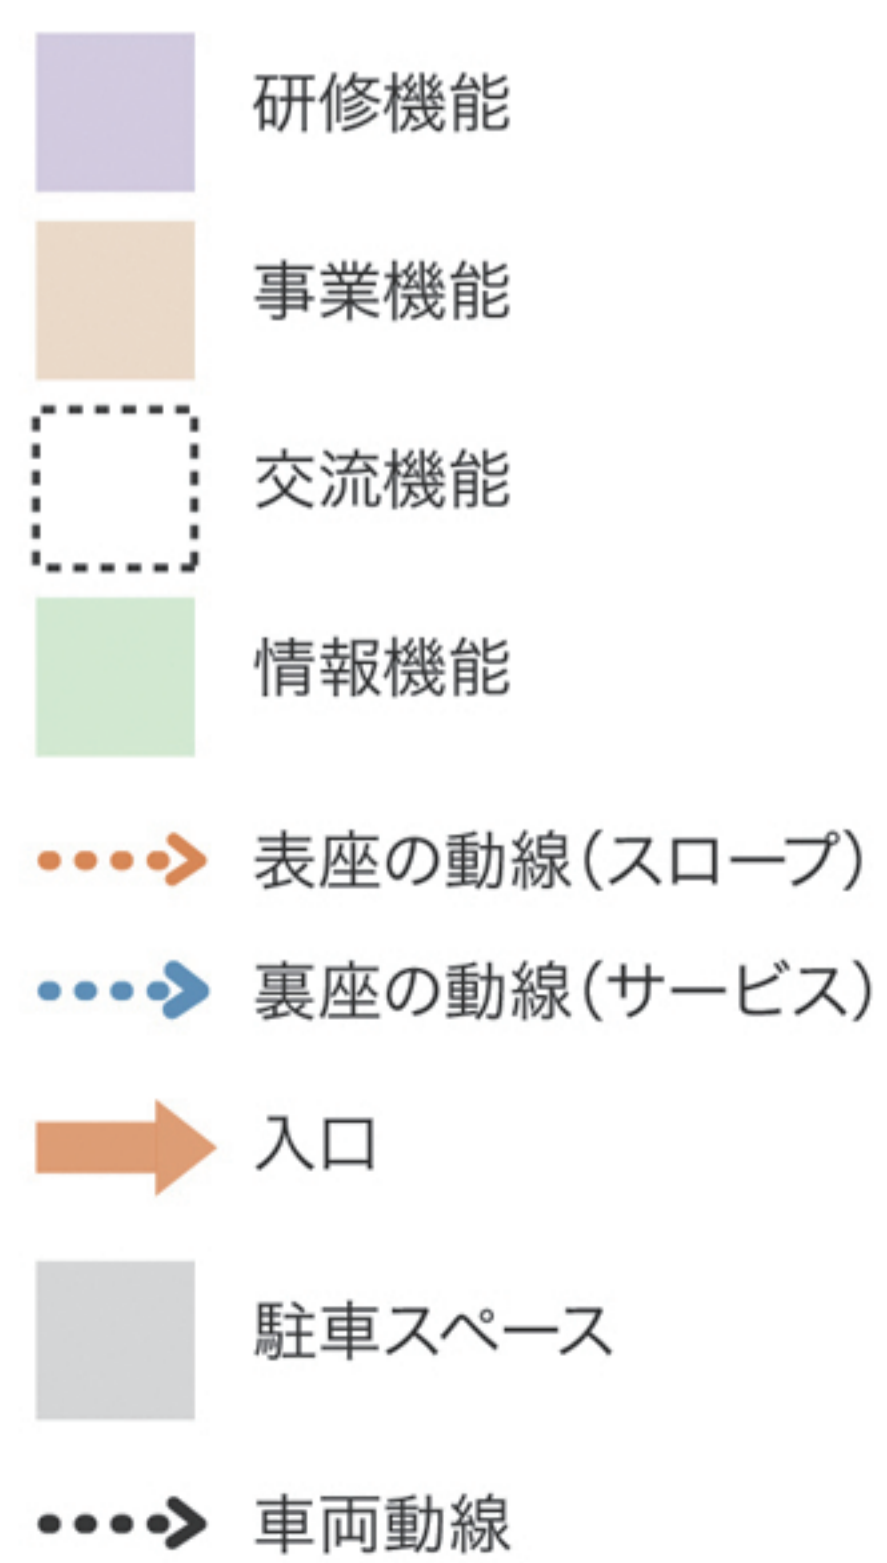 研修機能
事業機能
交流機能
情報機能
表座の動線(スロープ)
裏座の動線(サービス)
入口
駐車スペース
車両動線